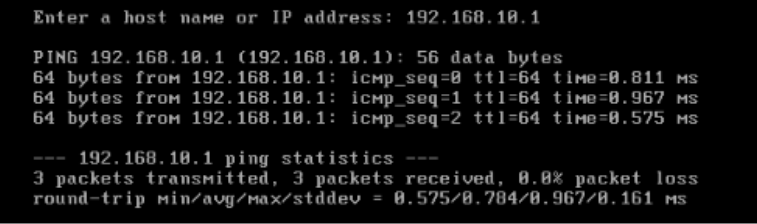 Enter a host name or IP address: 192.168.10.1
PING 192.168.10.1 (192.168.10.1): 56 data bytes
64 bytes from 192.168.10.1: icmp_seq=0 ttl=64 time=0.811 ms
64 bytes from 192.168.10.1: icmp_seq=1 ttl=64 time=0.967 ms
64 bytes from 192.168.10.1: icmp_seq=2 ttl=64 time=0.575 ms
--- 192.168.10.1 ping statistics ---
3 packets transmitted, 3 packets received, 0.0% packet loss
round-trip min/avg/max/stddev = 0.575/0.784/0.967/0.161 ms